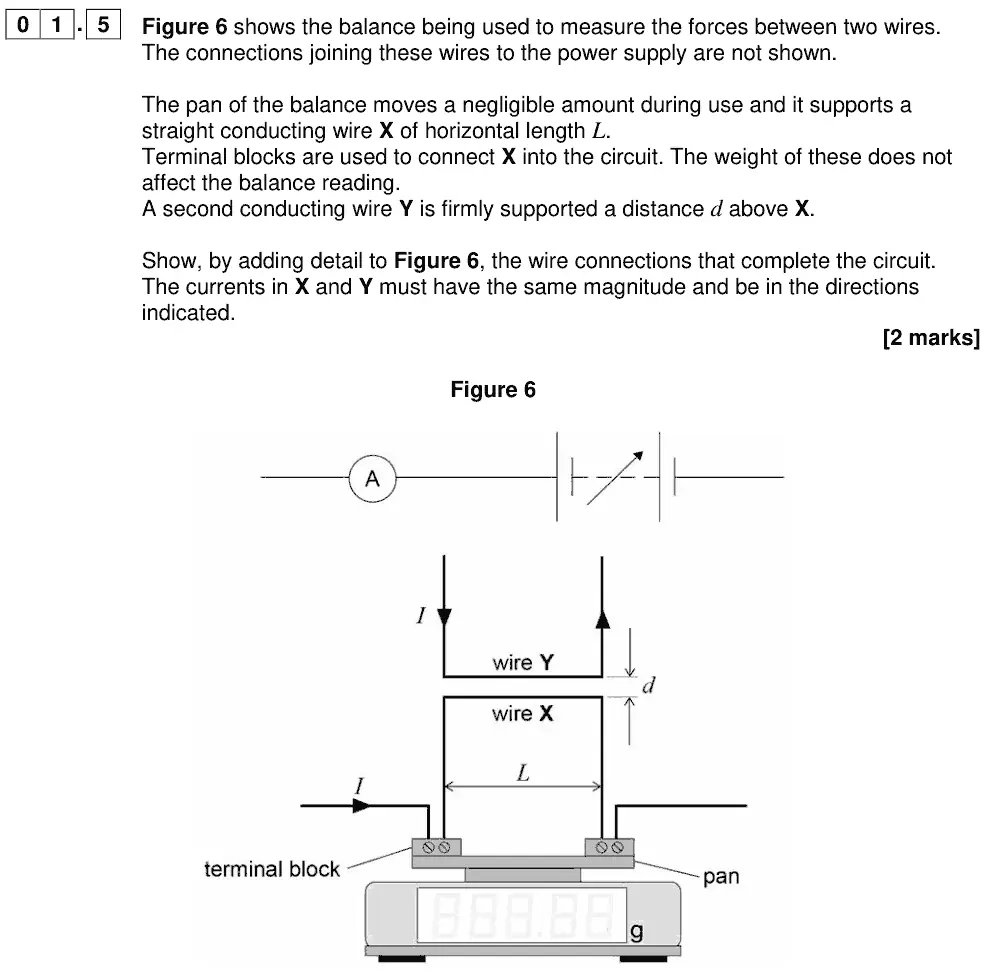 0 1 . 5 Figure 6 shows the balance being used to measure the forces between two wires.
The connections joining these wires to the power supply are not shown.
The pan of the balance moves a negligible amount during use and it supports a
straight conducting wire X of horizontal length L.
Terminal blocks are used to connect X into the circuit. The weight of these does not
affect the balance reading.
A second conducting wire Y is firmly supported a distance d above X.
Show, by adding detail to Figure 6, the wire connections that complete the circuit.
The currents in X and Y must have the same magnitude and be in the directions
indicated.
[2 marks]
Figure 6
A
I
wire Y
d
wire X
L
I
terminal block
pan
888.88
g